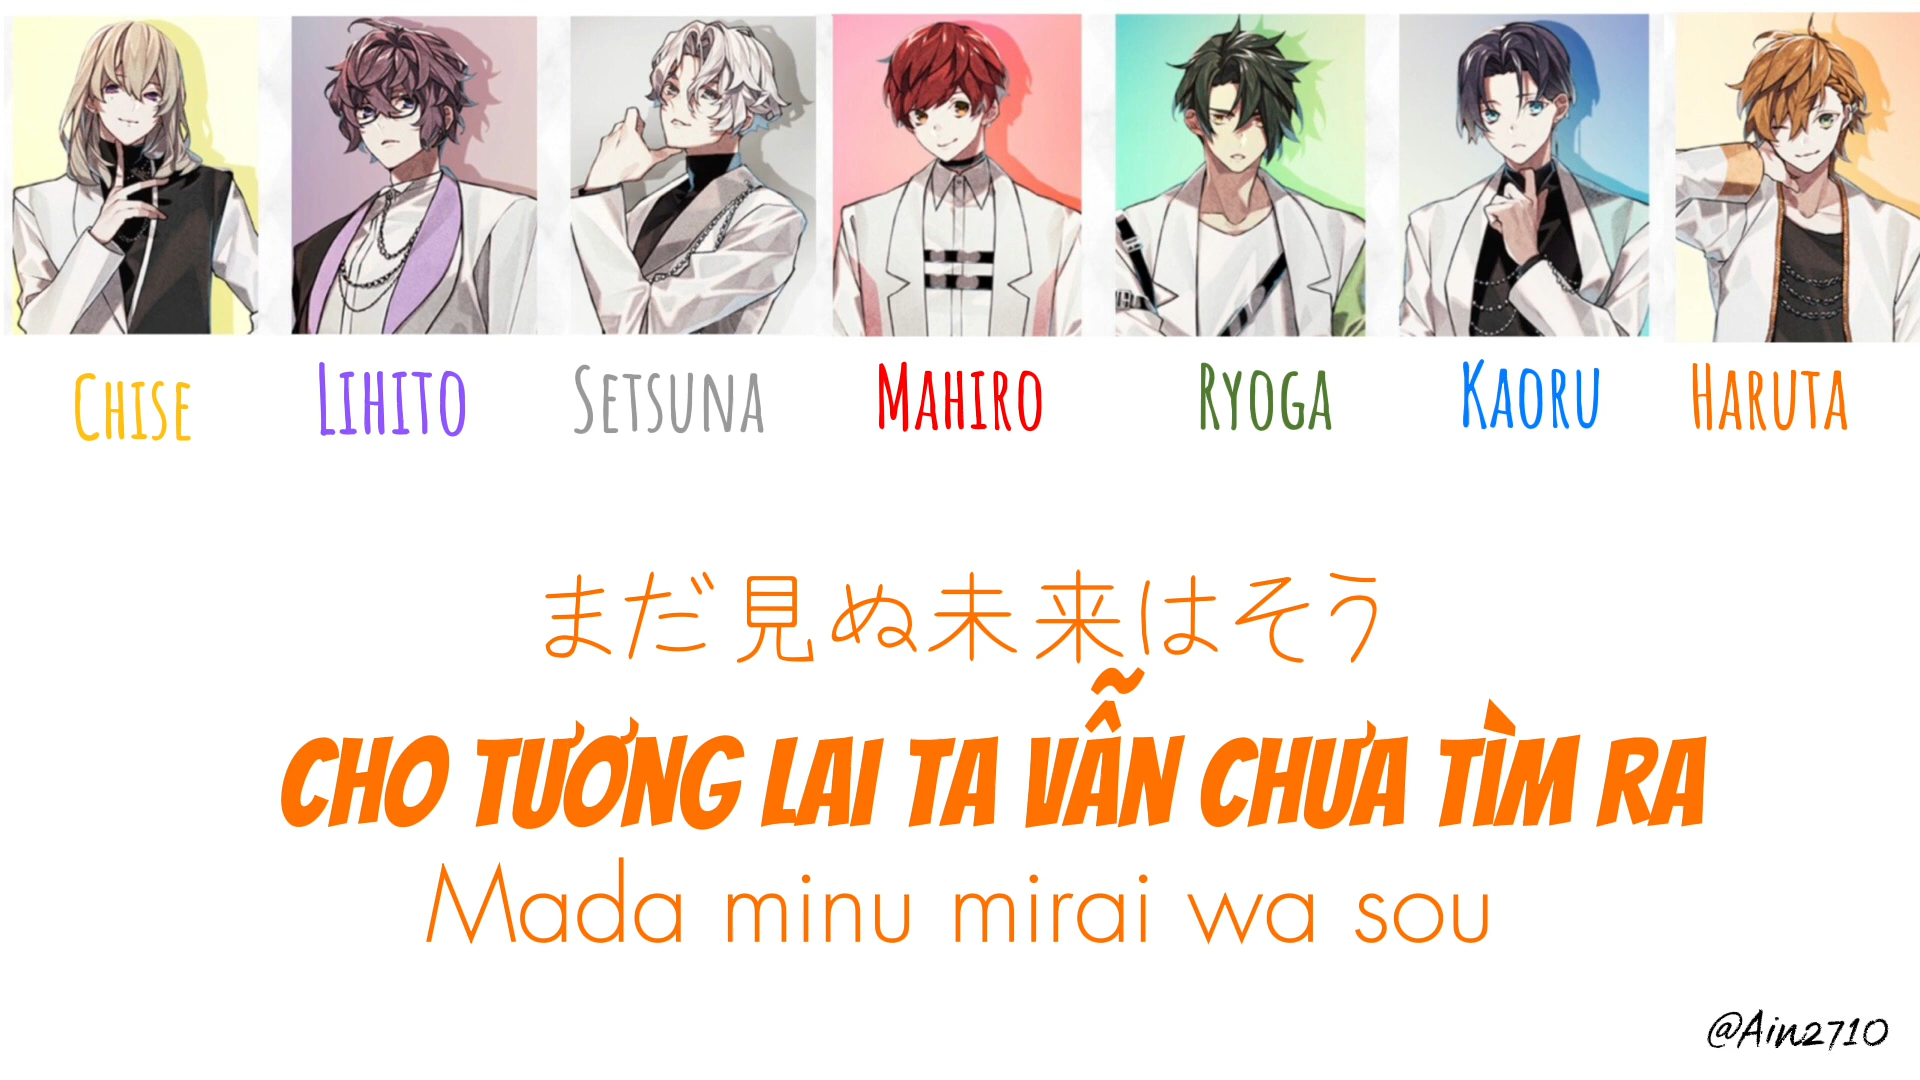 Chise Lihito Setsuna Mahiro Ryoga Kaoru Haruta
まだ見ぬ未来はそう
CHO TƯƠNG LAI TA VẪN CHƯA TÌM RA
Mada minu mirai wa sou
@Ain2710